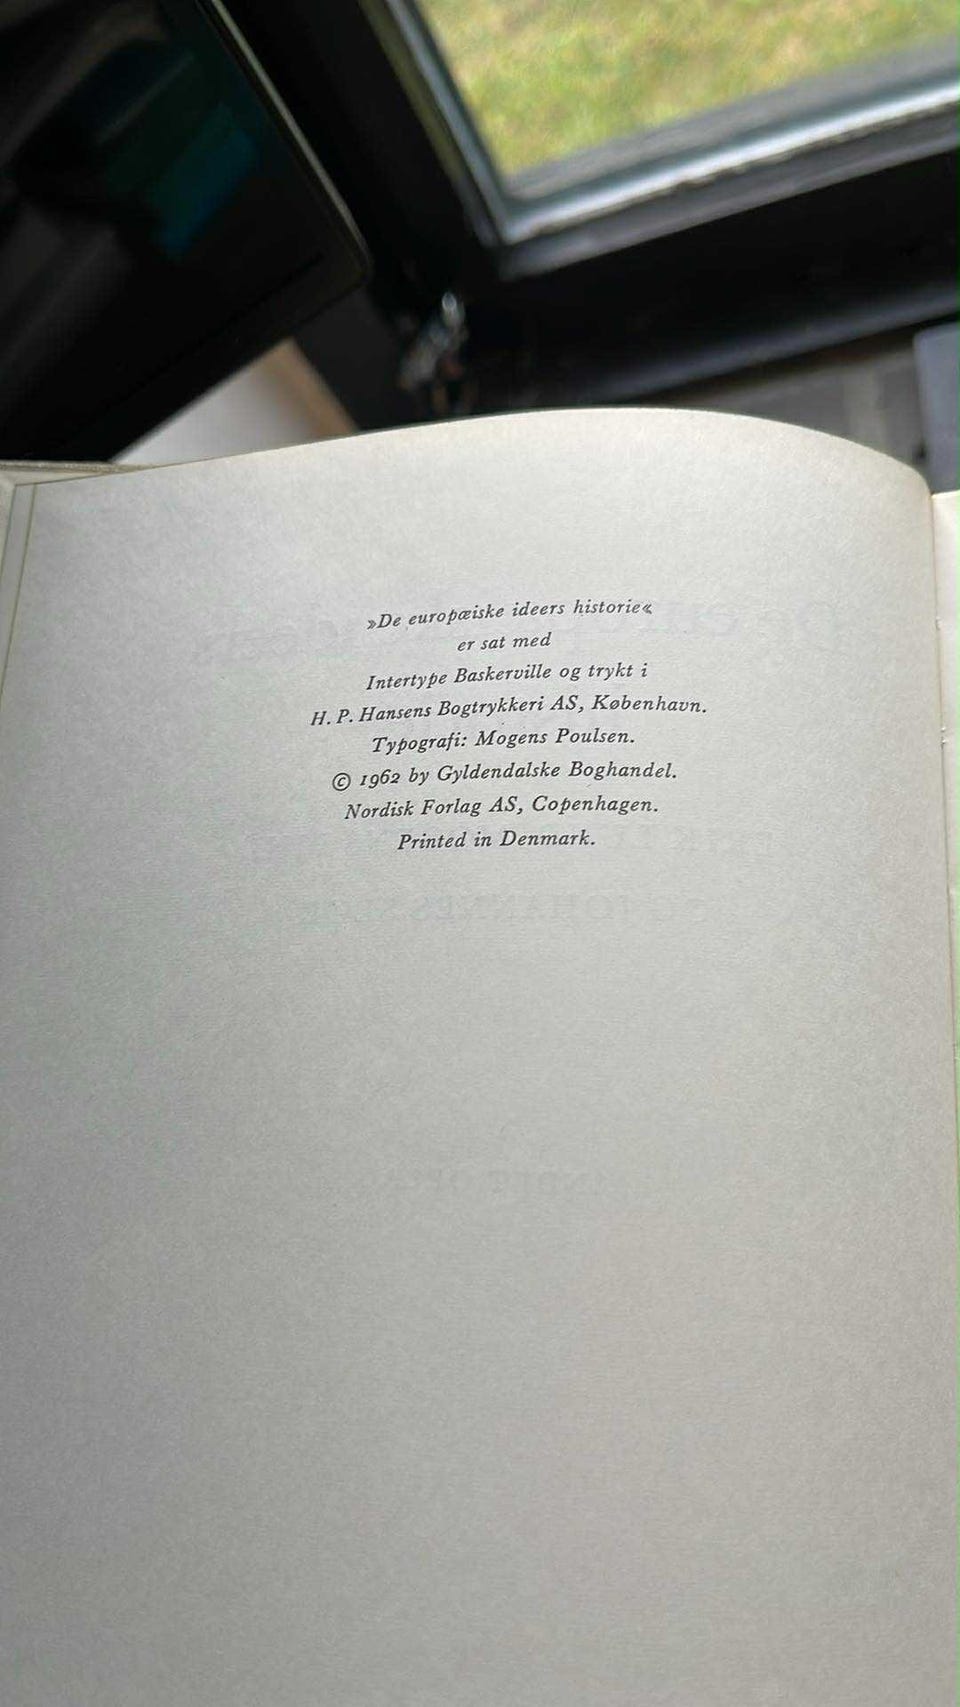 »De europæiske ideers historie«
er sat med
Intertype Baskerville og trykt i
H. P. Hansens Bogtrykkeri AS, København.
Typografi: Mogens Poulsen.
© 1962 by Gyldendalske Boghandel.
Nordisk Forlag AS, Copenhagen.
Printed in Denmark.